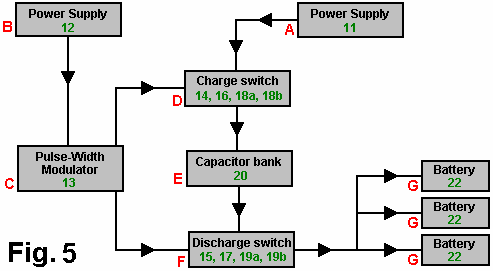 Power Supply
12
B
Power Supply
11
A
Charge switch
14, 16, 18a, 18b
D
Pulse-Width
Modulator
13
C
Capacitor bank
20
E
Battery
22
G
Battery
22
G
Discharge switch
15, 17, 19a, 19b
F
Battery
22
G
Fig. 5